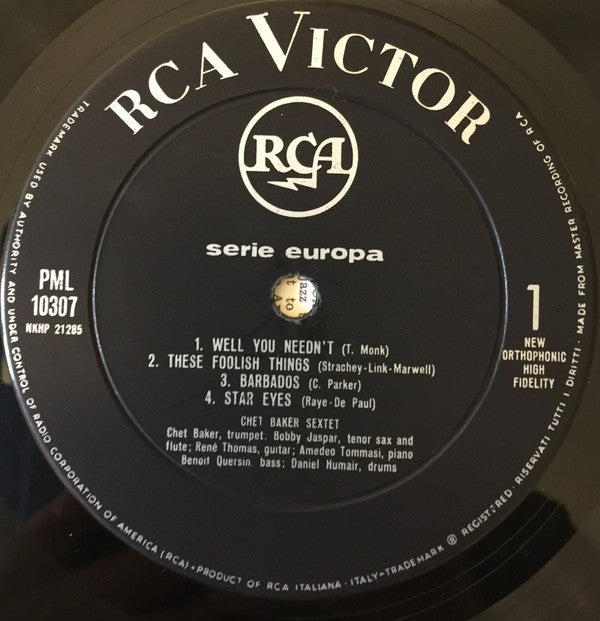 RCA VICTOR
RCA
serie europa
PML
10307
NKHP 21285
1
NEW
ORTHOPHONIC
HIGH
FIDELITY
jazz
t to
1. WELL YOU NEEDN'T (T. Monk)
2. THESE FOOLISH THINGS (Strachey-Link-Marwell)
3. BARBADOS (C. Parker)
4. STAR EYES (Raye-De Paul)
CHET BAKER SEXTET
Chet Baker, trumpet. Bobby Jaspar, tenor sax and
flute; René Thomas, guitar; Amedeo Tommasi, piano
Benoit Quersin, bass; Daniel Humair, drums
TRADEMARK USED BY AUTHORITY AND UNDER CONTROL OF RADIO CORPORATION OF AMERICA (RCA)·PRODUCT OF RCA ITALIANA·ITALY-TRADEMARK ® REGISTERED·RISERVATI TUTTI I DIRITTI·MADE FROM MASTER RECORDING OF RCA